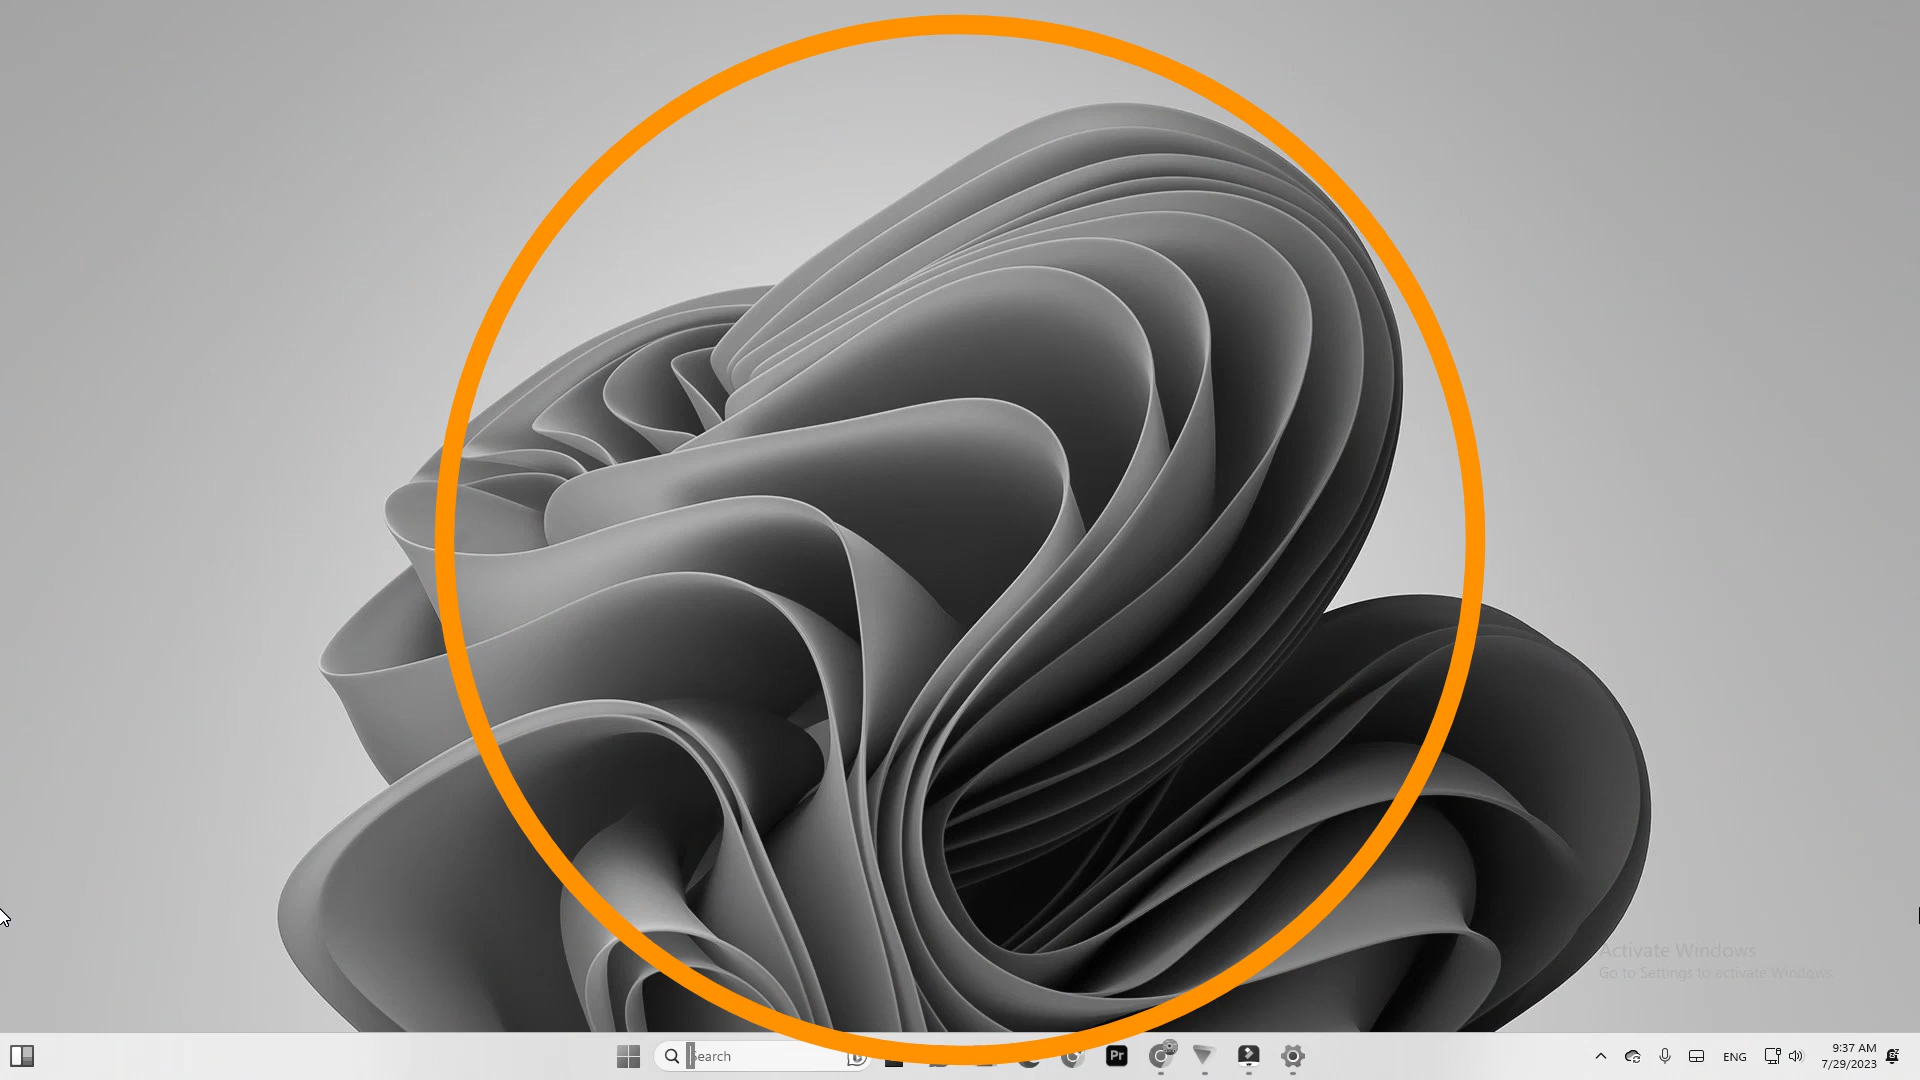 Activate Windows
Go to Settings to activate Windows.
Search
Pr
ENG
9:37 AM
7/29/2023